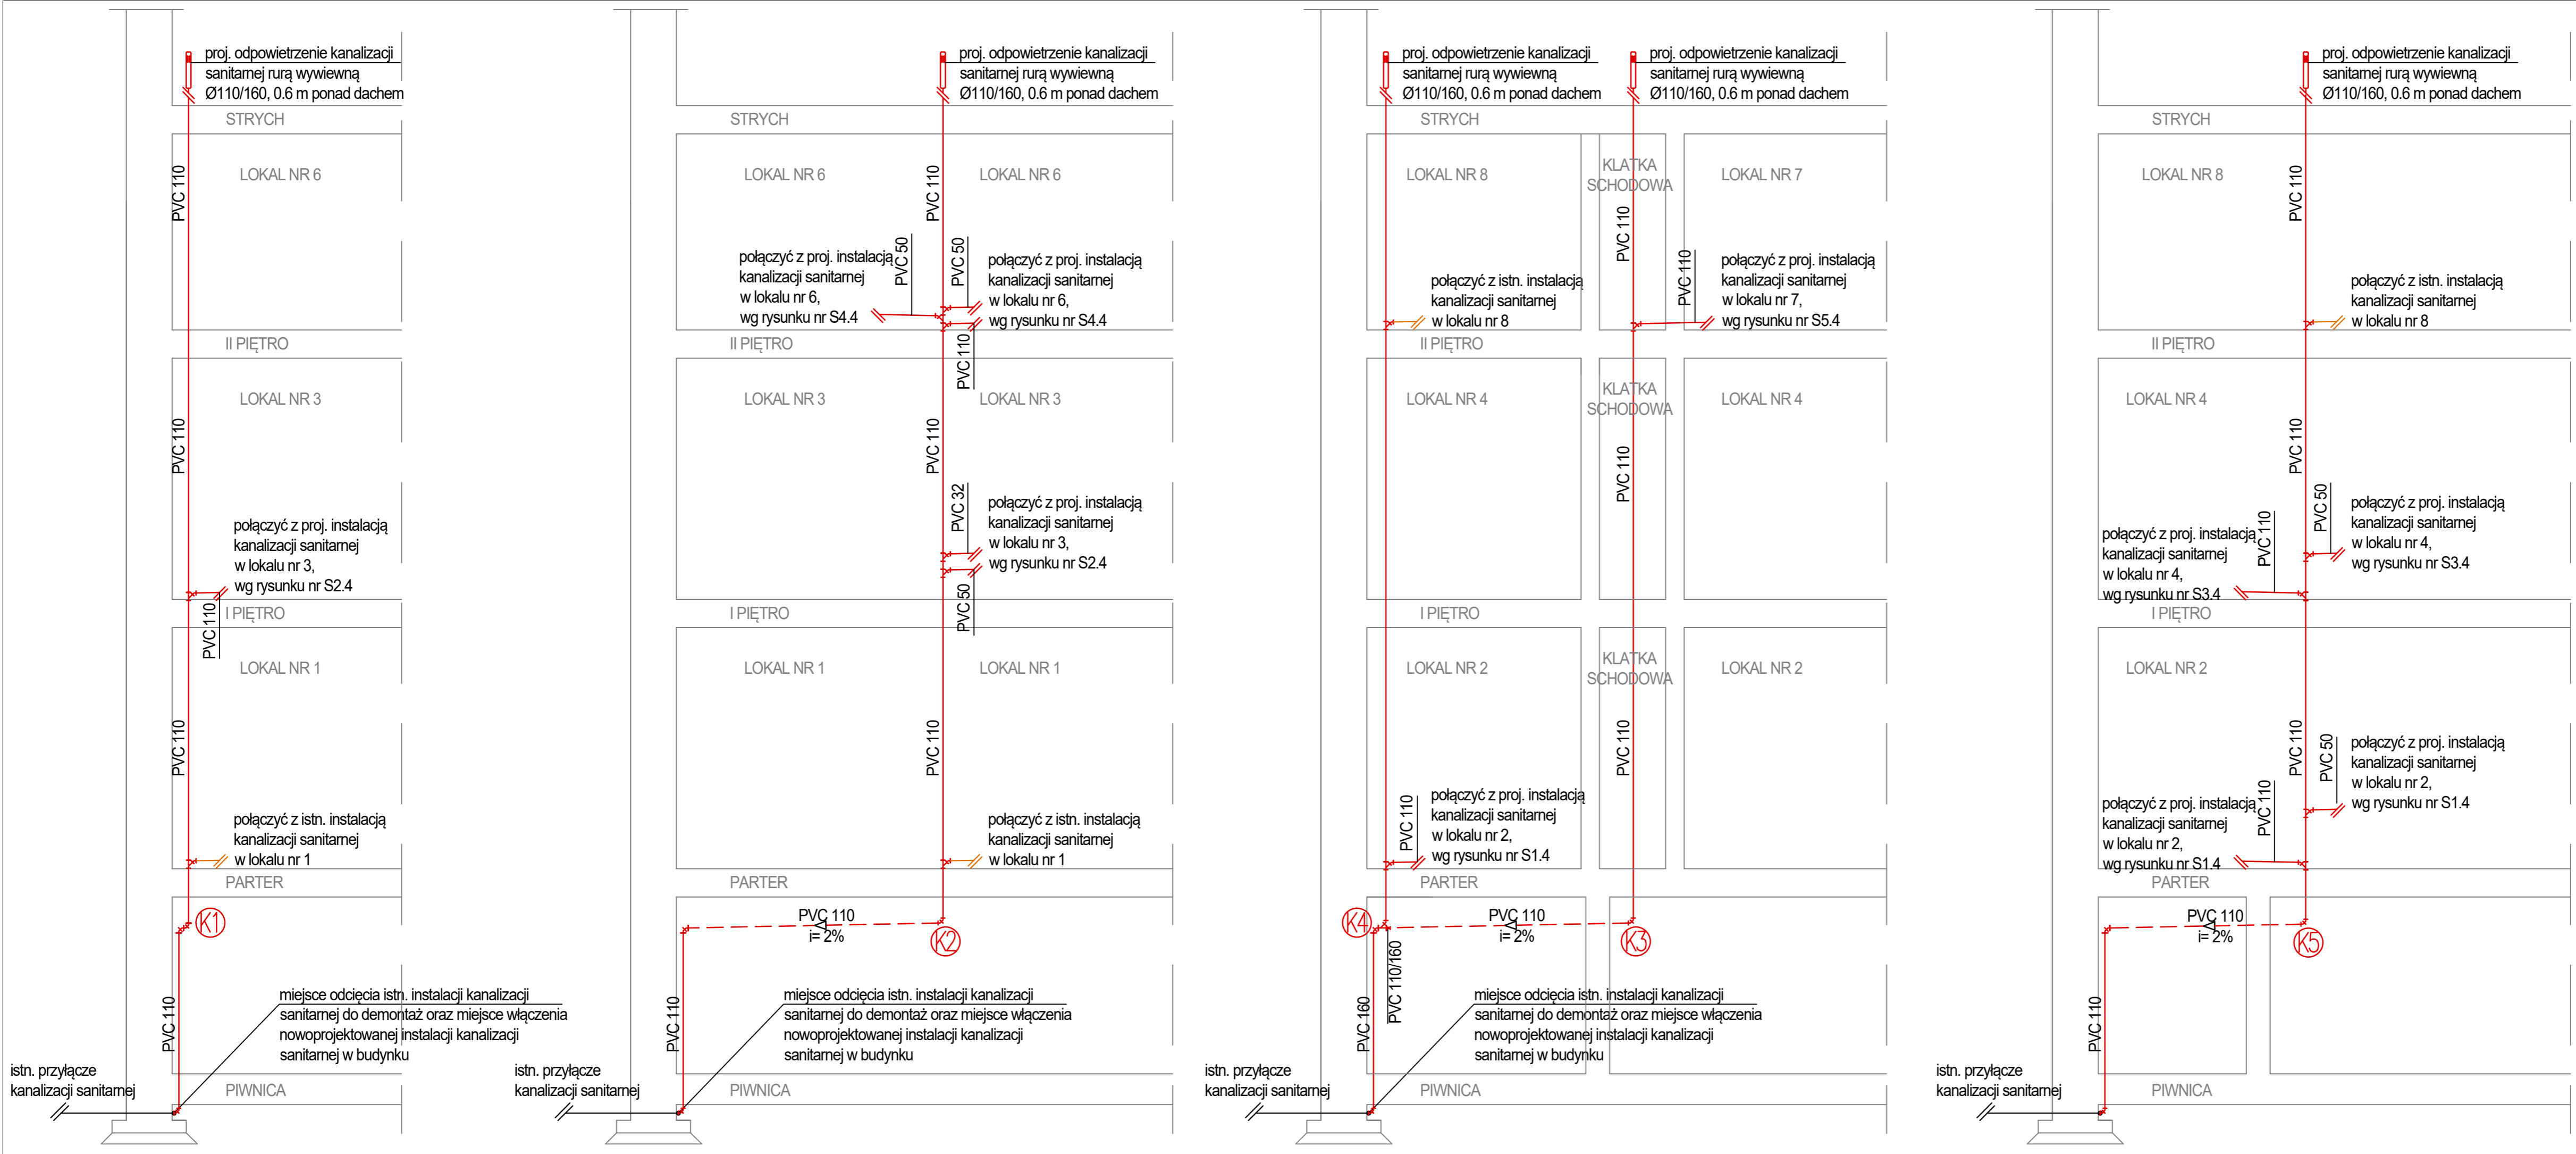 proj. odpowietrzenie kanalizacji
sanitarnej rurą wywiewną
Ø110/160, 0.6 m ponad dachem
STRYCH
PVC 110
LOKAL NR 6
II PIĘTRO
LOKAL NR 3
PVC 110
połączyć z proj. instalacją
kanalizacji sanitarnej
w lokalu nr 3,
wg rysunku nr S2.4
PVC 110
I PIĘTRO
LOKAL NR 1
PVC 110
połączyć z istn. instalacją
kanalizacji sanitarnej
w lokalu nr 1
PARTER
K1
PVC 110
miejsce odcięcia istn. instalacji kanalizacji
sanitarnej do demontaż oraz miejsce włączenia
nowoprojektowanej instalacji kanalizacji
sanitarnej w budynku
istn. przyłącze
kanalizacji sanitarnej
PIWNICA
proj. odpowietrzenie kanalizacji
sanitarnej rurą wywiewną
Ø110/160, 0.6 m ponad dachem
STRYCH
LOKAL NR 6
PVC 110
LOKAL NR 6
połączyć z proj. instalacją
kanalizacji sanitarnej
w lokalu nr 6,
wg rysunku nr S4.4
PVC 50
PVC 50
połączyć z proj. instalacją
kanalizacji sanitarnej
w lokalu nr 6,
wg rysunku nr S4.4
II PIĘTRO
PVC 110
LOKAL NR 3
LOKAL NR 3
PVC 110
PVC 32
połączyć z proj. instalacją
kanalizacji sanitarnej
w lokalu nr 3,
wg rysunku nr S2.4
PVC 50
I PIĘTRO
LOKAL NR 1
LOKAL NR 1
PVC 110
połączyć z istn. instalacją
kanalizacji sanitarnej
w lokalu nr 1
PARTER
PVC 110
i= 2%
K2
PVC 110
miejsce odcięcia istn. instalacji kanalizacji
sanitarnej do demontaż oraz miejsce włączenia
nowoprojektowanej instalacji kanalizacji
sanitarnej w budynku
istn. przyłącze
kanalizacji sanitarnej
PIWNICA
proj. odpowietrzenie kanalizacji
sanitarnej rurą wywiewną
Ø110/160, 0.6 m ponad dachem
proj. odpowietrzenie kanalizacji
sanitarnej rurą wywiewną
Ø110/160, 0.6 m ponad dachem
STRYCH
LOKAL NR 8
KLATKA
SCHODOWA
LOKAL NR 7
PVC 110
PVC 110
połączyć z istn. instalacją
kanalizacji sanitarnej
w lokalu nr 8
połączyć z proj. instalacją
kanalizacji sanitarnej
w lokalu nr 7,
wg rysunku nr S5.4
II PIĘTRO
LOKAL NR 4
KLATKA
SCHODOWA
LOKAL NR 4
PVC 110
I PIĘTRO
LOKAL NR 2
KLATKA
SCHODOWA
LOKAL NR 2
PVC 110
PVC 110
połączyć z proj. instalacją
kanalizacji sanitarnej
w lokalu nr 2,
wg rysunku nr S1.4
PARTER
K4
PVC 110
i= 2%
K3
PVC 160
PVC 110/160
miejsce odcięcia istn. instalacji kanalizacji
sanitarnej do demontaż oraz miejsce włączenia
nowoprojektowanej instalacji kanalizacji
sanitarnej w budynku
istn. przyłącze
kanalizacji sanitarnej
PIWNICA
proj. odpowietrzenie kanalizacji
sanitarnej rurą wywiewną
Ø110/160, 0.6 m ponad dachem
STRYCH
LOKAL NR 8
PVC 110
połączyć z istn. instalacją
kanalizacji sanitarnej
w lokalu nr 8
II PIĘTRO
LOKAL NR 4
PVC 110
PVC 50
połączyć z proj. instalacją
kanalizacji sanitarnej
w lokalu nr 4,
wg rysunku nr S3.4
połączyć z proj. instalacją
kanalizacji sanitarnej
w lokalu nr 4,
wg rysunku nr S3.4
PVC 110
I PIĘTRO
LOKAL NR 2
PVC 110
PVC 50
połączyć z proj. instalacją
kanalizacji sanitarnej
w lokalu nr 2,
wg rysunku nr S1.4
połączyć z proj. instalacją
kanalizacji sanitarnej
w lokalu nr 2,
wg rysunku nr S1.4
PVC 110
PARTER
PVC 110
i= 2%
K5
PVC 110
istn. przyłącze
kanalizacji sanitarnej
PIWNICA